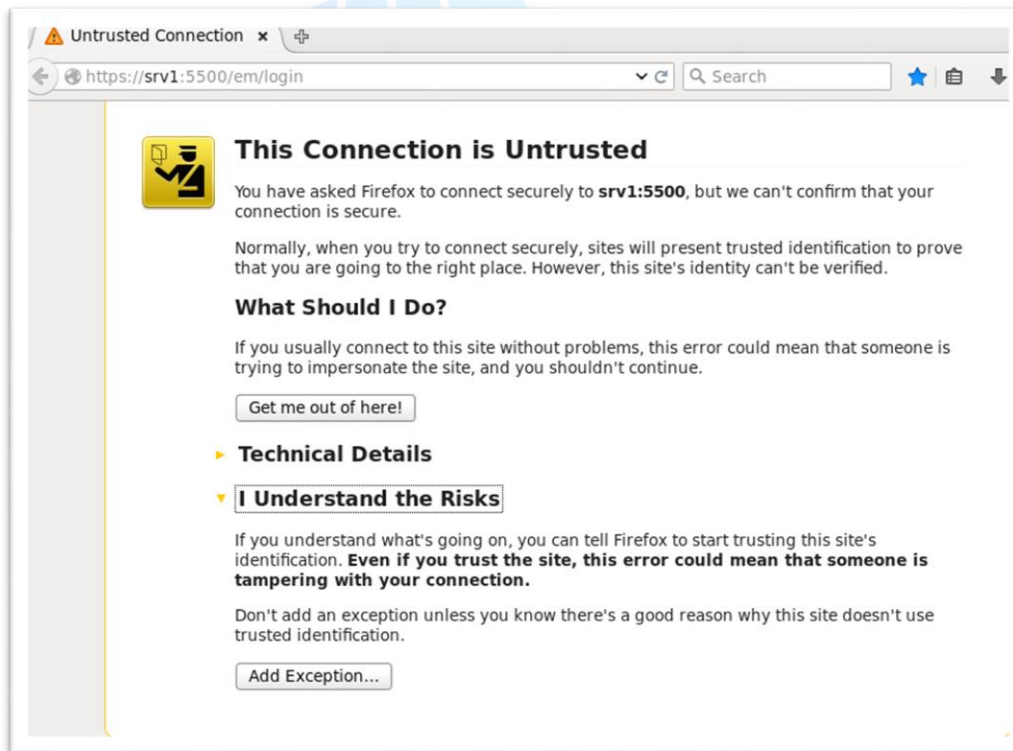 Untrusted Connection
https://srv1:5500/em/login
Search
This Connection is Untrusted
You have asked Firefox to connect securely to srv1:5500, but we can't confirm that your
connection is secure.
Normally, when you try to connect securely, sites will present trusted identification to prove
that you are going to the right place. However, this site's identity can't be verified.
What Should I Do?
If you usually connect to this site without problems, this error could mean that someone is
trying to impersonate the site, and you shouldn't continue.
Get me out of here!
Technical Details
I Understand the Risks
If you understand what's going on, you can tell Firefox to start trusting this site's
identification. Even if you trust the site, this error could mean that someone is
tampering with your connection.
Don't add an exception unless you know there's a good reason why this site doesn't use
trusted identification.
Add Exception...